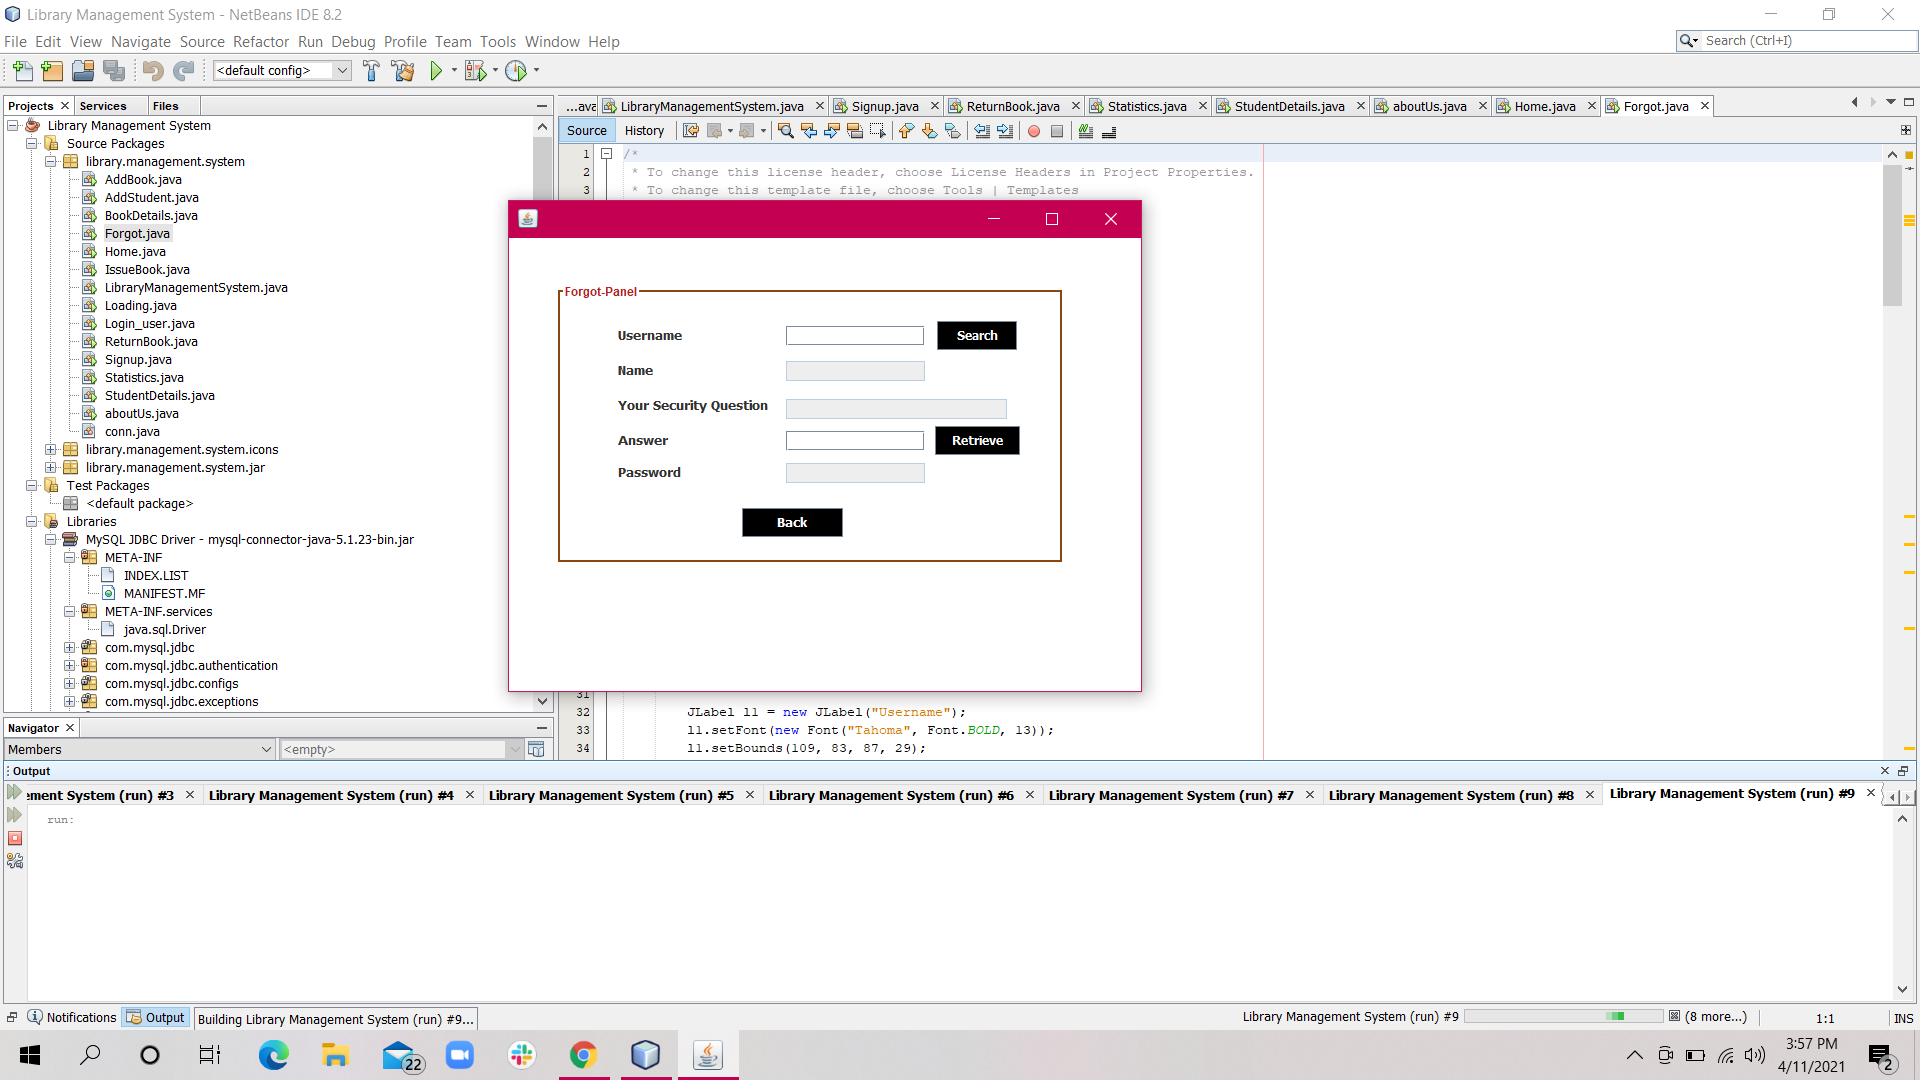 Library Management System - NetBeans IDE 8.2
File Edit View Navigate Source Refactor Run Debug Profile Team Tools Window Help
Search (Ctrl+I)
<default config>
Projects Services Files
Library Management System
Source Packages
library.management.system
AddBook.java
AddStudent.java
BookDetails.java
Forgot.java
Home.java
IssueBook.java
LibraryManagementSystem.java
Loading.java
Login_user.java
ReturnBook.java
Signup.java
Statistics.java
StudentDetails.java
aboutUs.java
conn.java
library.management.system.icons
library.management.system.jar
Test Packages
<default package>
Libraries
MySQL JDBC Driver - mysql-connector-java-5.1.23-bin.jar
META-INF
INDEX.LIST
MANIFEST.MF
META-INF.services
java.sql.Driver
com.mysql.jdbc
com.mysql.jdbc.authentication
com.mysql.jdbc.configs
com.mysql.jdbc.exceptions
Navigator
Members <empty>
...ava LibraryManagementSystem.java Signup.java ReturnBook.java Statistics.java StudentDetails.java aboutUs.java Home.java Forgot.java
Source History
1 /*
2 * To change this license header, choose License Headers in Project Properties.
3 * To change this template file, choose Tools | Templates
Forgot-Panel
Username Search
Name
Your Security Question
Answer Retrieve
Password
Back
31
32 JLabel l1 = new JLabel("Username");
33 l1.setFont(new Font("Tahoma", Font.BOLD, 13));
34 l1.setBounds(109, 83, 87, 29);
Output
ement System (run) #3 Library Management System (run) #4 Library Management System (run) #5 Library Management System (run) #6 Library Management System (run) #7 Library Management System (run) #8 Library Management System (run) #9
run:
Notifications Output Building Library Management System (run) #9...
Library Management System (run) #9 (8 more...) 1:1 INS
22
3:57 PM
4/11/2021
2